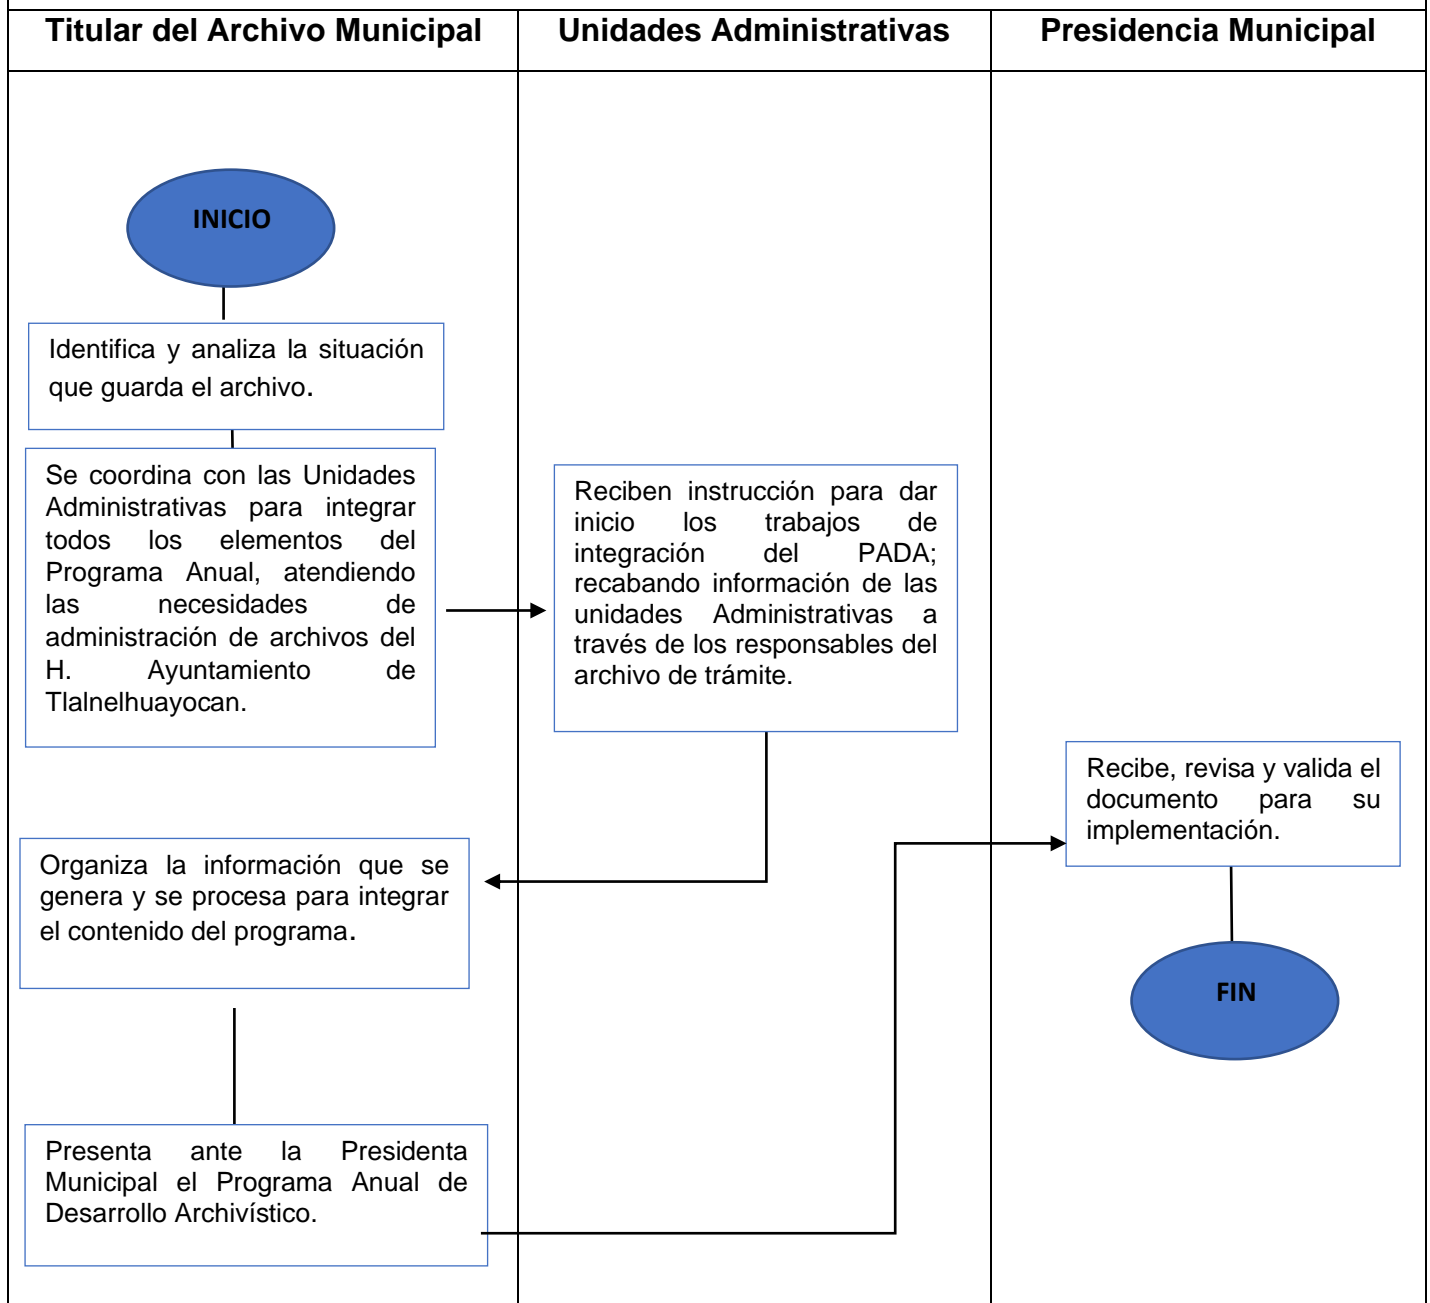 Titular del Archivo Municipal
Unidades Administrativas
Presidencia Municipal
INICIO
Identifica y analiza la situación
que guarda el archivo.
Se coordina con las Unidades
Administrativas para integrar
todos los elementos del
Programa Anual, atendiendo
las necesidades de
administración de archivos del
H. Ayuntamiento de
Tlalnelhuayocan.
Reciben instrucción para dar
inicio los trabajos de
integración del PADA;
recabando información de las
unidades Administrativas a
través de los responsables del
archivo de trámite.
Organiza la información que se
genera y se procesa para integrar
el contenido del programa.
Presenta ante la Presidenta
Municipal el Programa Anual de
Desarrollo Archivístico.
Recibe, revisa y valida el
documento para su
implementación.
FIN